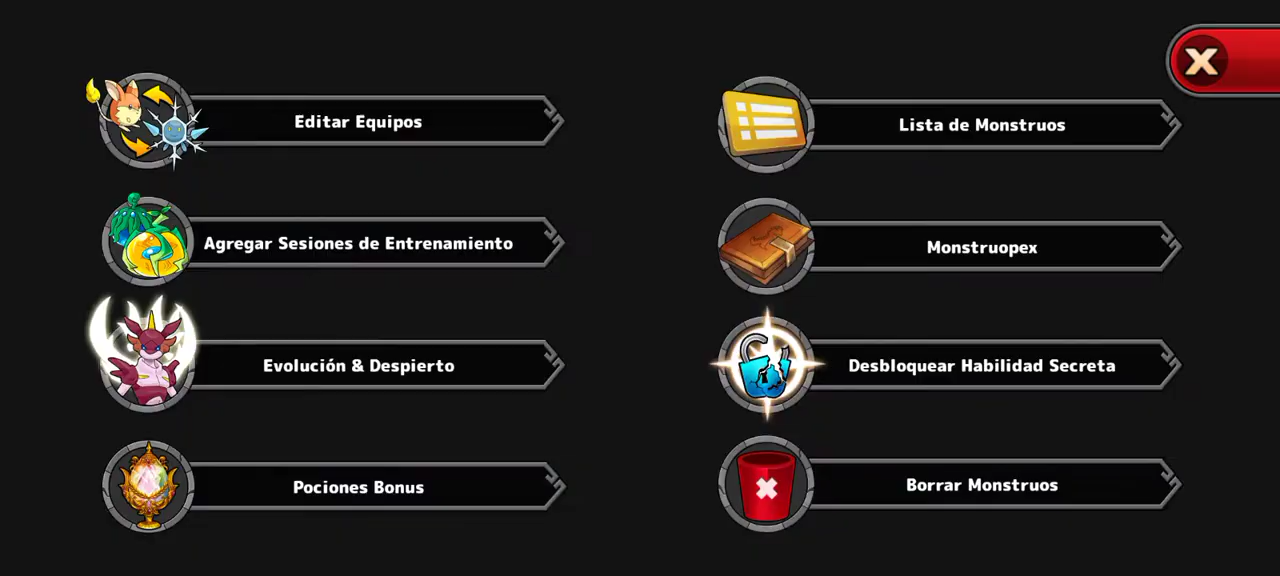 Editar Equipos
Lista de Monstruos
Agregar Sesiones de Entrenamiento
Monstruopex
Evolución & Despierto
Desbloquear Habilidad Secreta
Pociones Bonus
Borrar Monstruos